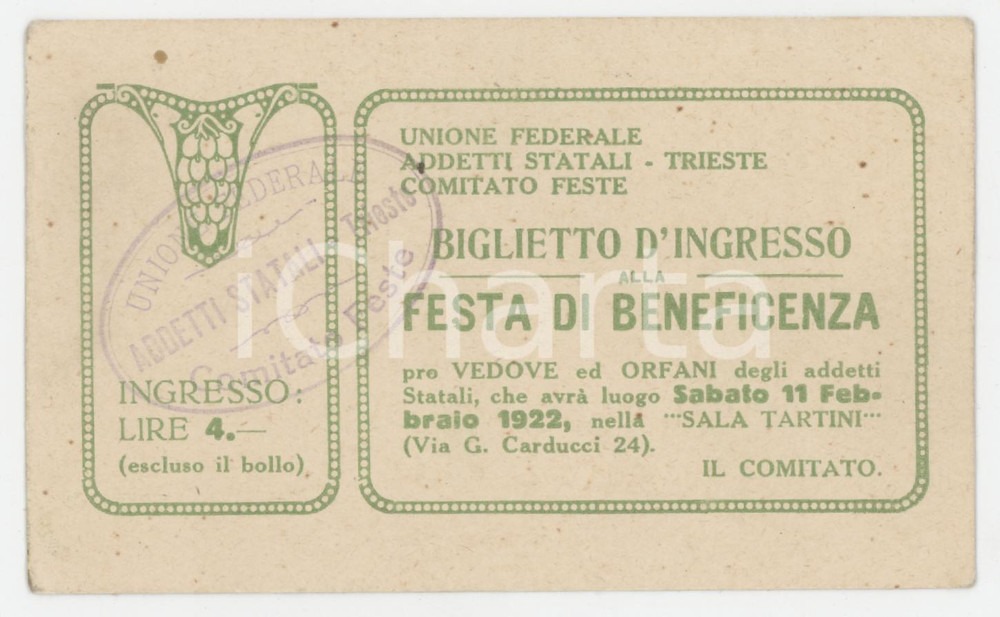 UNIONE FEDERALE
ADDETTI STATALI - TRIESTE
COMITATO FESTE
BIGLIETTO D'INGRESSO
ALLA
FESTA DI BENEFICENZA
pro VEDOVE ed ORFANI degli addetti
Statali, che avrà luogo Sabato 11 Feb-
braio 1922, nella "SALA TARTINI"
(Via G. Carducci 24).
IL COMITATO.
INGRESSO:
LIRE 4.—
(escluso il bollo)
UNIONE FEDERALE
ADDETTI STATALI - Trieste
Comitato Feste
iCharta